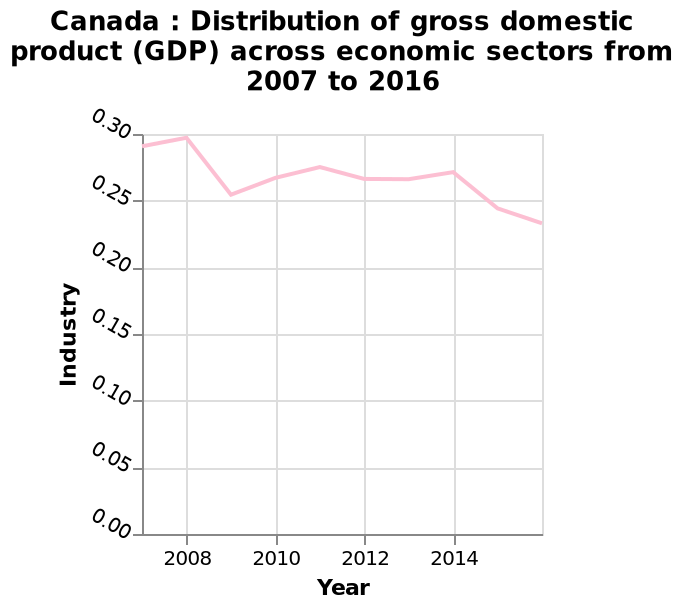 Canada : Distribution of gross domestic
product (GDP) across economic sectors from
2007 to 2016
0.30
0.25
0.20
0.15
0.10
0.05
0.00
Industry
2008 2010 2012 2014
Year